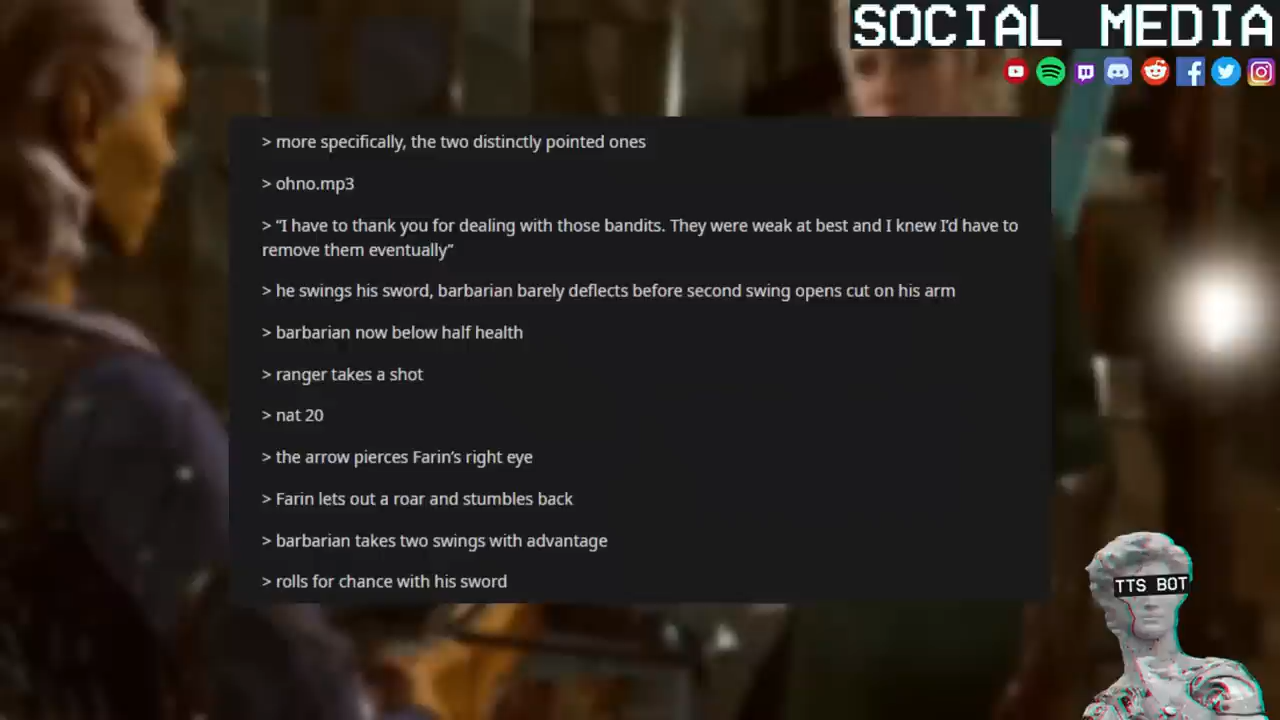 SOCIAL MEDIA
> more specifically, the two distinctly pointed ones
> ohno.mp3
> “I have to thank you for dealing with those bandits. They were weak at best and I knew I’d have to
remove them eventually”
> he swings his sword, barbarian barely deflects before second swing opens cut on his arm
> barbarian now below half health
> ranger takes a shot
> nat 20
> the arrow pierces Farin’s right eye
> Farin lets out a roar and stumbles back
> barbarian takes two swings with advantage
> rolls for chance with his sword
TTS BOT